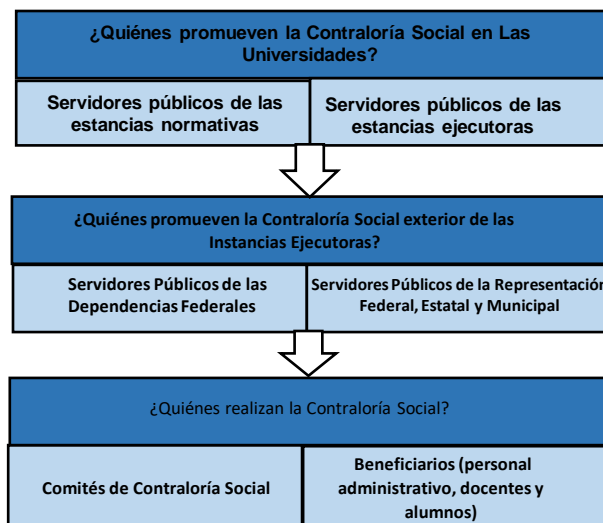 ¿Quiénes promueven la Contraloría Social en Las
Universidades?
Servidores públicos de las
estancias normativas
Servidores públicos de las
estancias ejecutoras
¿Quiénes promueven la Contraloría Social exterior de las
Instancias Ejecutoras?
Servidores Públicos de las
Dependencias Federales
Servidores Públicos de la Representación
Federal, Estatal y Municipal
¿Quiénes realizan la Contraloría Social?
Comités de Contraloría Social
Beneficiarios (personal
administrativo, docentes y
alumnos)